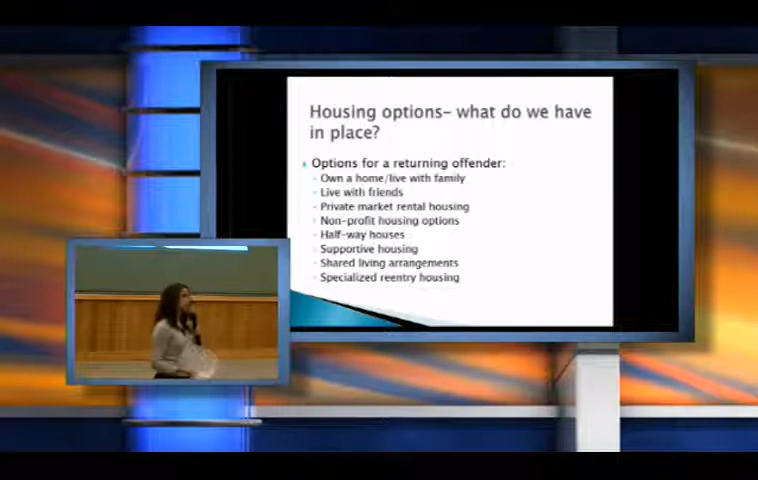 Housing options– what do we have
in place?
Options for a returning offender:
Own a home/live with family
Live with friends
Private market rental housing
Non-profit housing options
Half-way houses
Supportive housing
Shared living arrangements
Specialized reentry housing